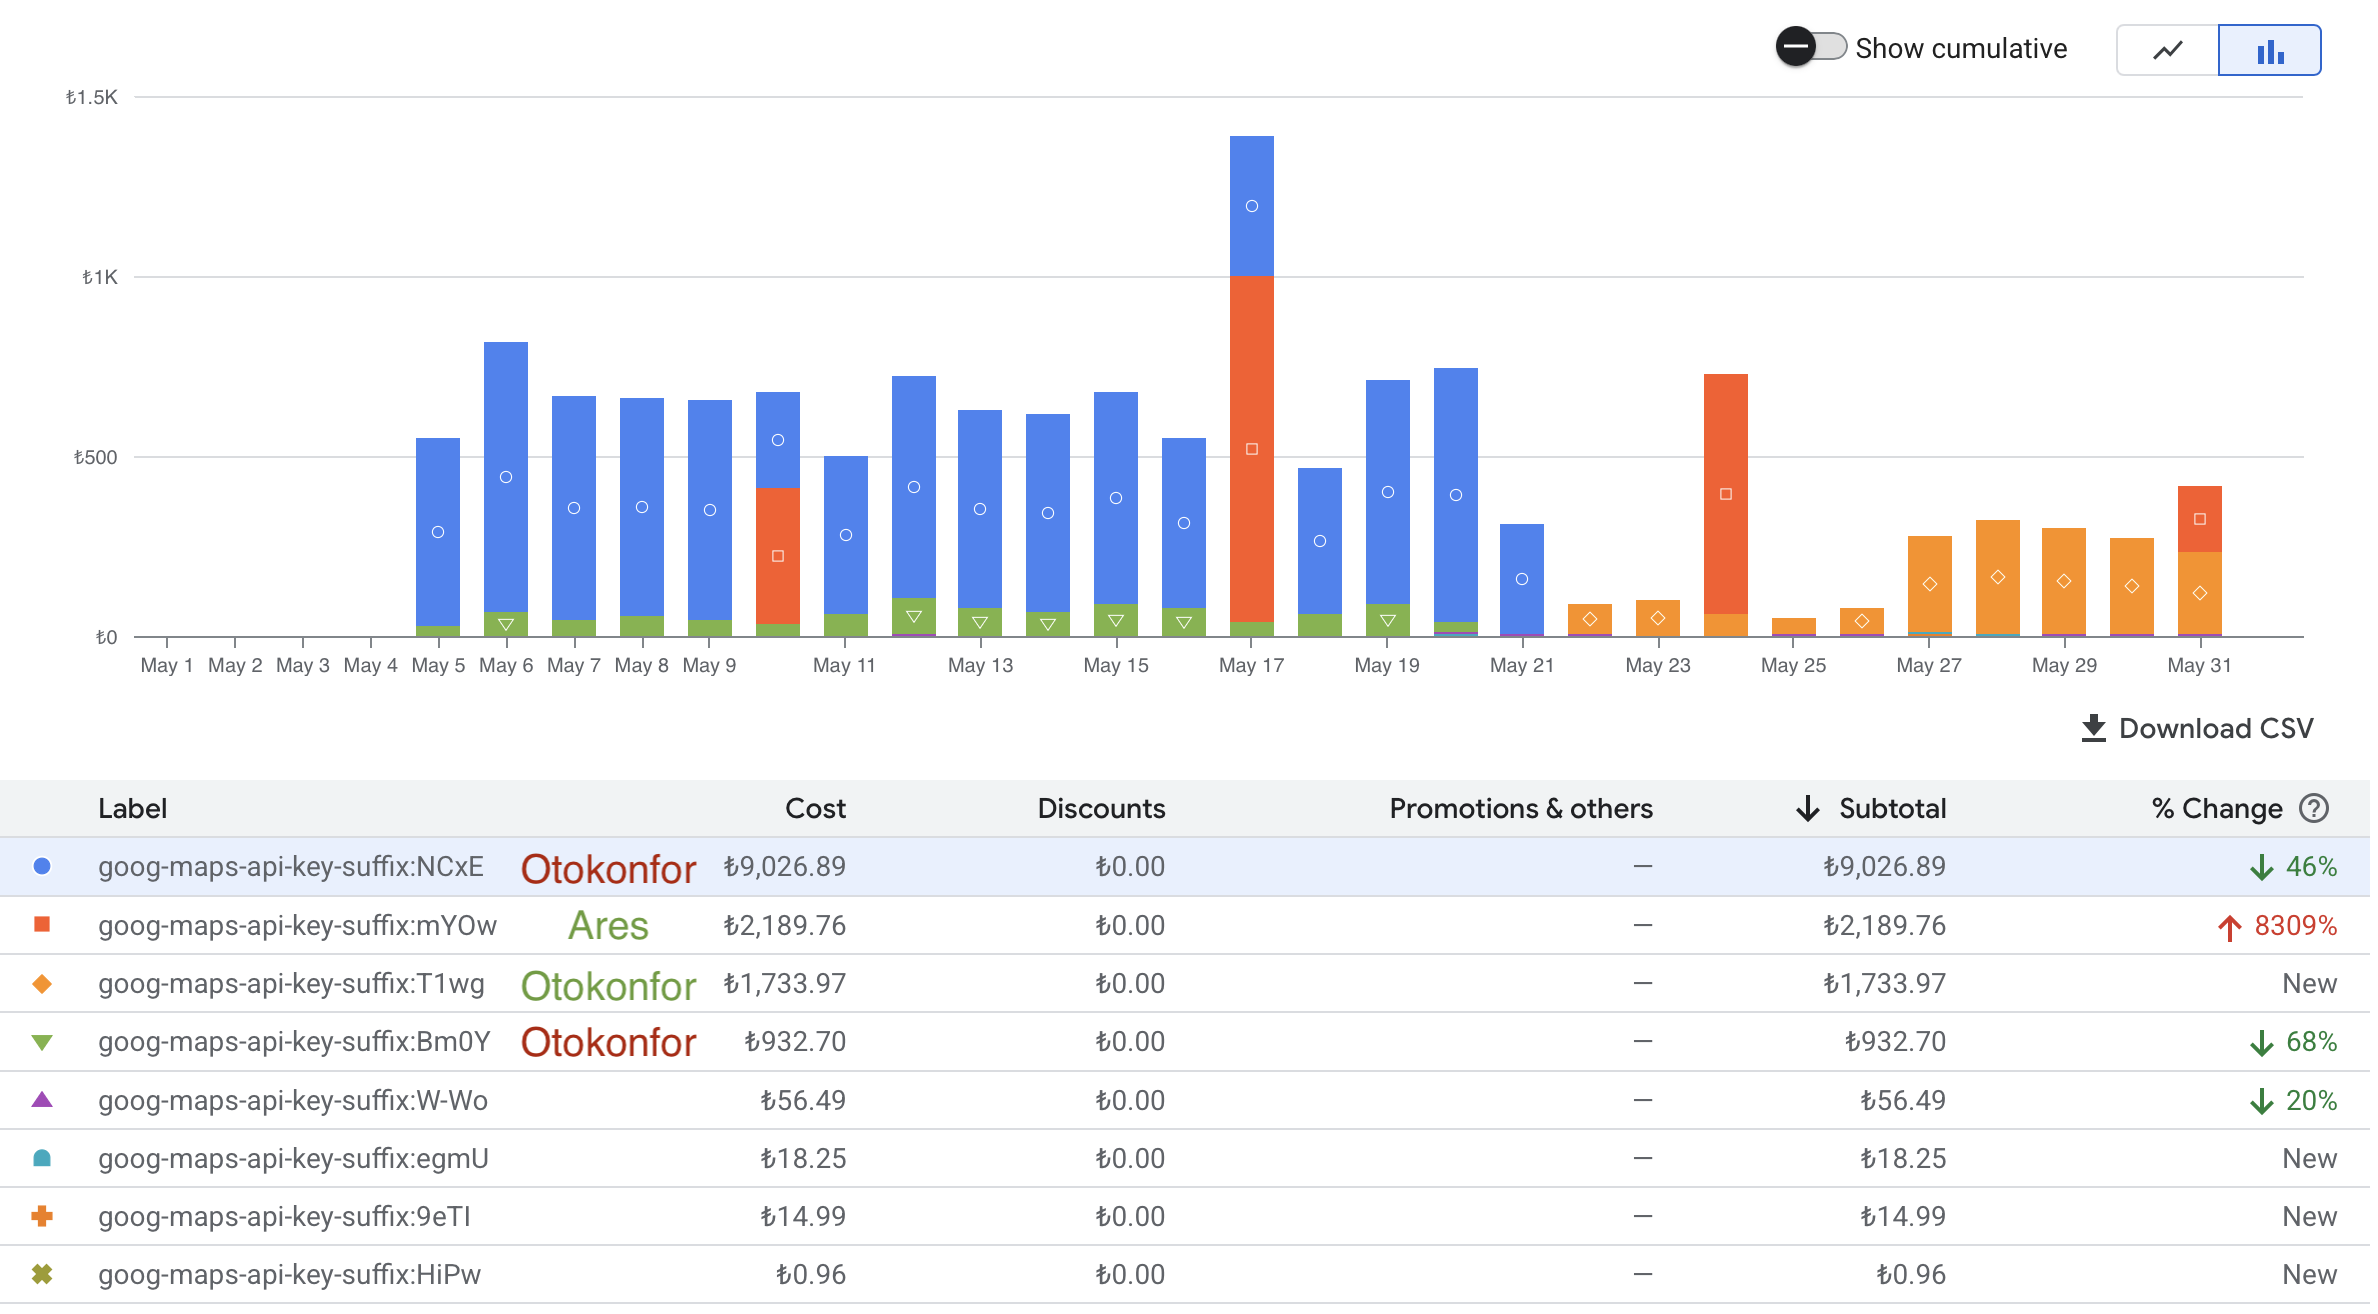 Show cumulative
₺1.5K
₺1K
₺500
₺0
May 1 May 2 May 3 May 4 May 5 May 6 May 7 May 8 May 9 May 11 May 13 May 15 May 17 May 19 May 21 May 23 May 25 May 27 May 29 May 31
Download CSV
Label Cost Discounts Promotions & others Subtotal % Change
goog-maps-api-key-suffix:NCxE Otokonfor ₺9,026.89 ₺0.00 — ₺9,026.89 46%
goog-maps-api-key-suffix:mYOw Ares ₺2,189.76 ₺0.00 — ₺2,189.76 8309%
goog-maps-api-key-suffix:T1wg Otokonfor ₺1,733.97 ₺0.00 — ₺1,733.97 New
goog-maps-api-key-suffix:Bm0Y Otokonfor ₺932.70 ₺0.00 — ₺932.70 68%
goog-maps-api-key-suffix:W-Wo ₺56.49 ₺0.00 — ₺56.49 20%
goog-maps-api-key-suffix:egmU ₺18.25 ₺0.00 — ₺18.25 New
goog-maps-api-key-suffix:9eTI ₺14.99 ₺0.00 — ₺14.99 New
goog-maps-api-key-suffix:HiPw ₺0.96 ₺0.00 — ₺0.96 New